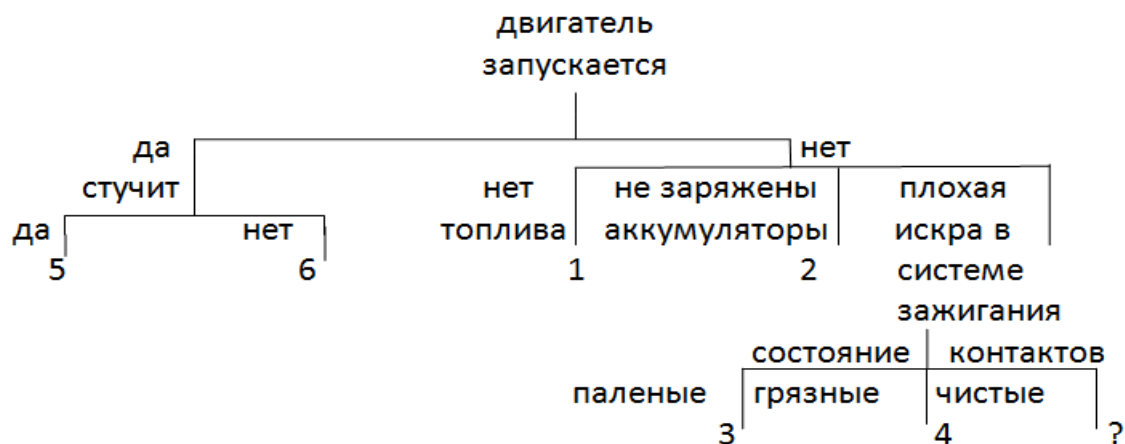 двигатель
запускается
да нет
стучит нет не заряжены плохая
да нет топлива аккумуляторы искра в
5 6 1 2 системе
зажигания
состояние контактов
паленые грязные чистые
3 4 ?